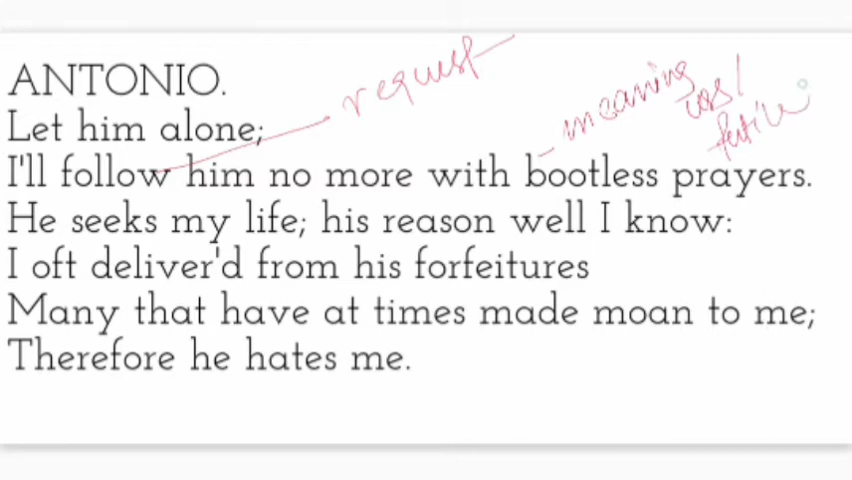 ANTONIO.
request
meaningless/
futile
Let him alone;
I'll follow him no more with bootless prayers.
He seeks my life; his reason well I know:
I oft deliver'd from his forfeitures
Many that have at times made moan to me;
Therefore he hates me.